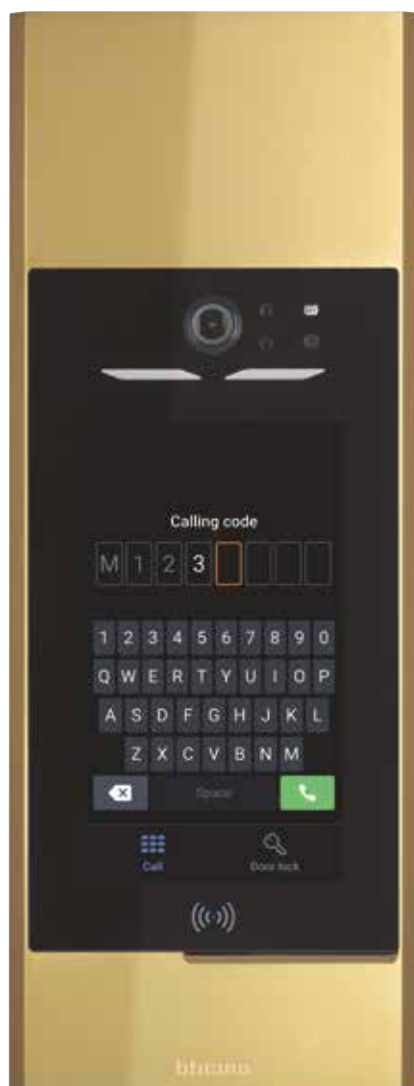 Calling code
M 1 2 3
1 2 3 4 5 6 7 8 9 0
Q W E R T Y U I O P
A S D F G H J K L
Z X C V B N M
Space
Call Door lock
bticino